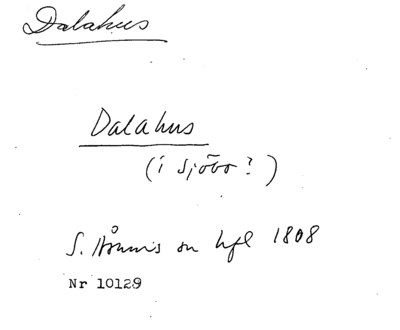 Dalahus
Dalahus
(i Sjöbo?)
S. Åsums sn hfl 1808
Nr 10129